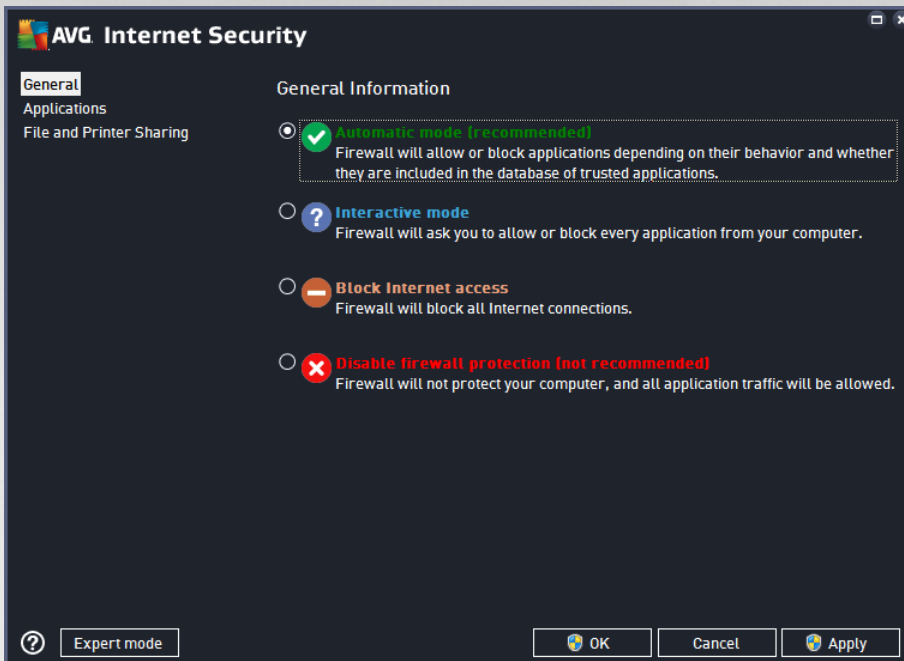 AVG Internet Security
General
Applications
File and Printer Sharing
General Information
Automatic mode (recommended)
Firewall will allow or block applications depending on their behavior and whether
they are included in the database of trusted applications.
Interactive mode
Firewall will ask you to allow or block every application from your computer.
Block Internet access
Firewall will block all Internet connections.
Disable firewall protection (not recommended)
Firewall will not protect your computer, and all application traffic will be allowed.
Expert mode
OK
Cancel
Apply